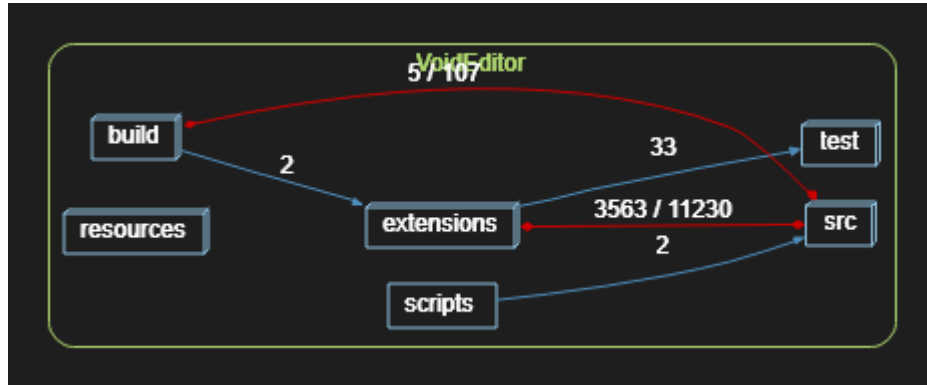 VoidEditor
5 / 107
build
2
33
test
resources
extensions
3563 / 11230
src
2
scripts